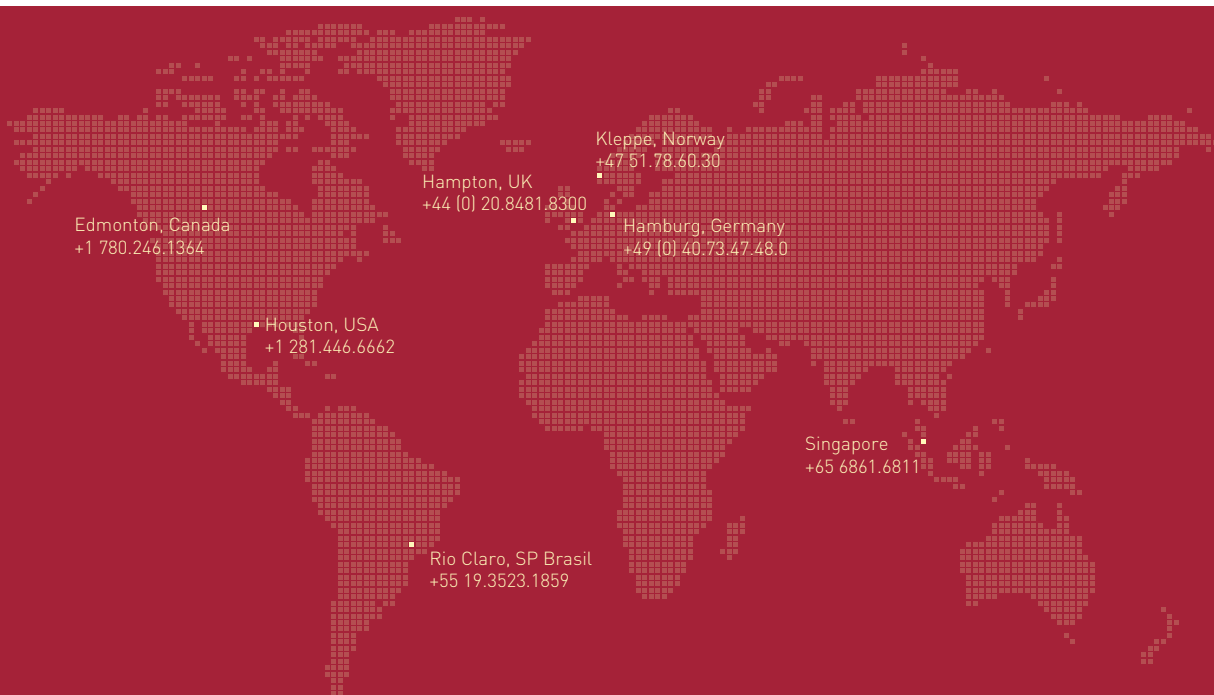 Kleppe, Norway
+47 51.78.60.30
Hampton, UK
+44 (0) 20.8481.8300
Edmonton, Canada
+1 780.246.1364
Hamburg, Germany
+49 (0) 40.73.47.48.0
Houston, USA
+1 281.446.6662
Singapore
+65 6861.6811
Rio Claro, SP Brasil
+55 19.3523.1859